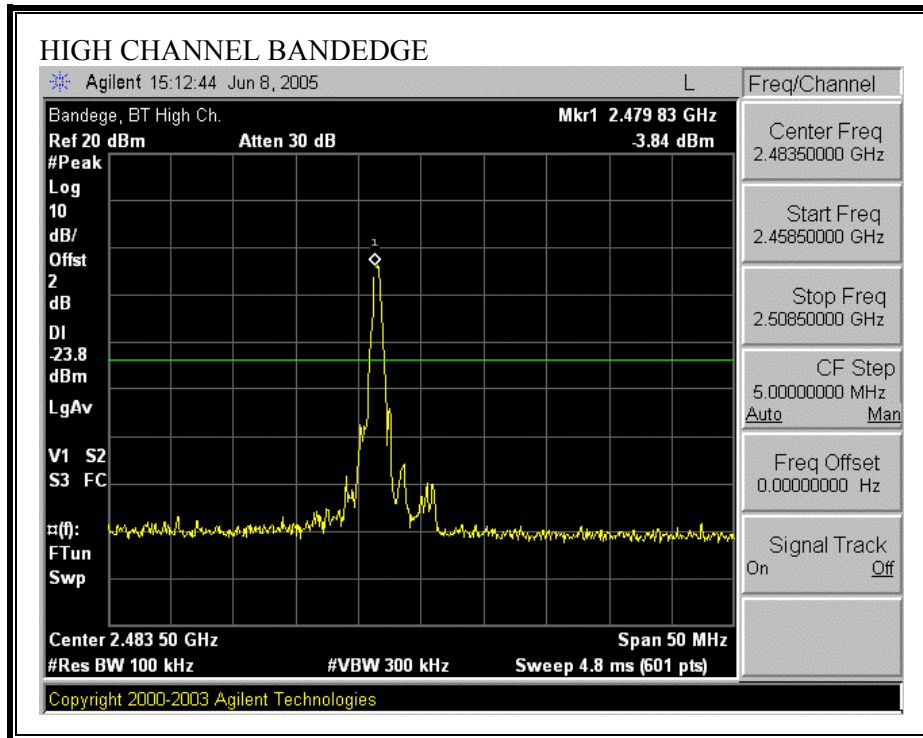 HIGH CHANNEL BANDEDGE
Agilent 15:12:44 Jun 8, 2005 L
Freq/Channel
Bandege, BT High Ch.
Mkr1 2.479 83 GHz
Ref 20 dBm Atten 30 dB -3.84 dBm
#Peak
Log
10
dB/
Offst
2
dB
DI
-23.8
dBm
LgAv
V1 S2
S3 FC
¤(f):
FTun
Swp
1
Center 2.483 50 GHz Span 50 MHz
#Res BW 100 kHz #VBW 300 kHz Sweep 4.8 ms (601 pts)
Copyright 2000-2003 Agilent Technologies
Center Freq
2.48350000 GHz
Start Freq
2.45850000 GHz
Stop Freq
2.50850000 GHz
CF Step
5.00000000 MHz
Auto Man
Freq Offset
0.00000000 Hz
Signal Track
On Off